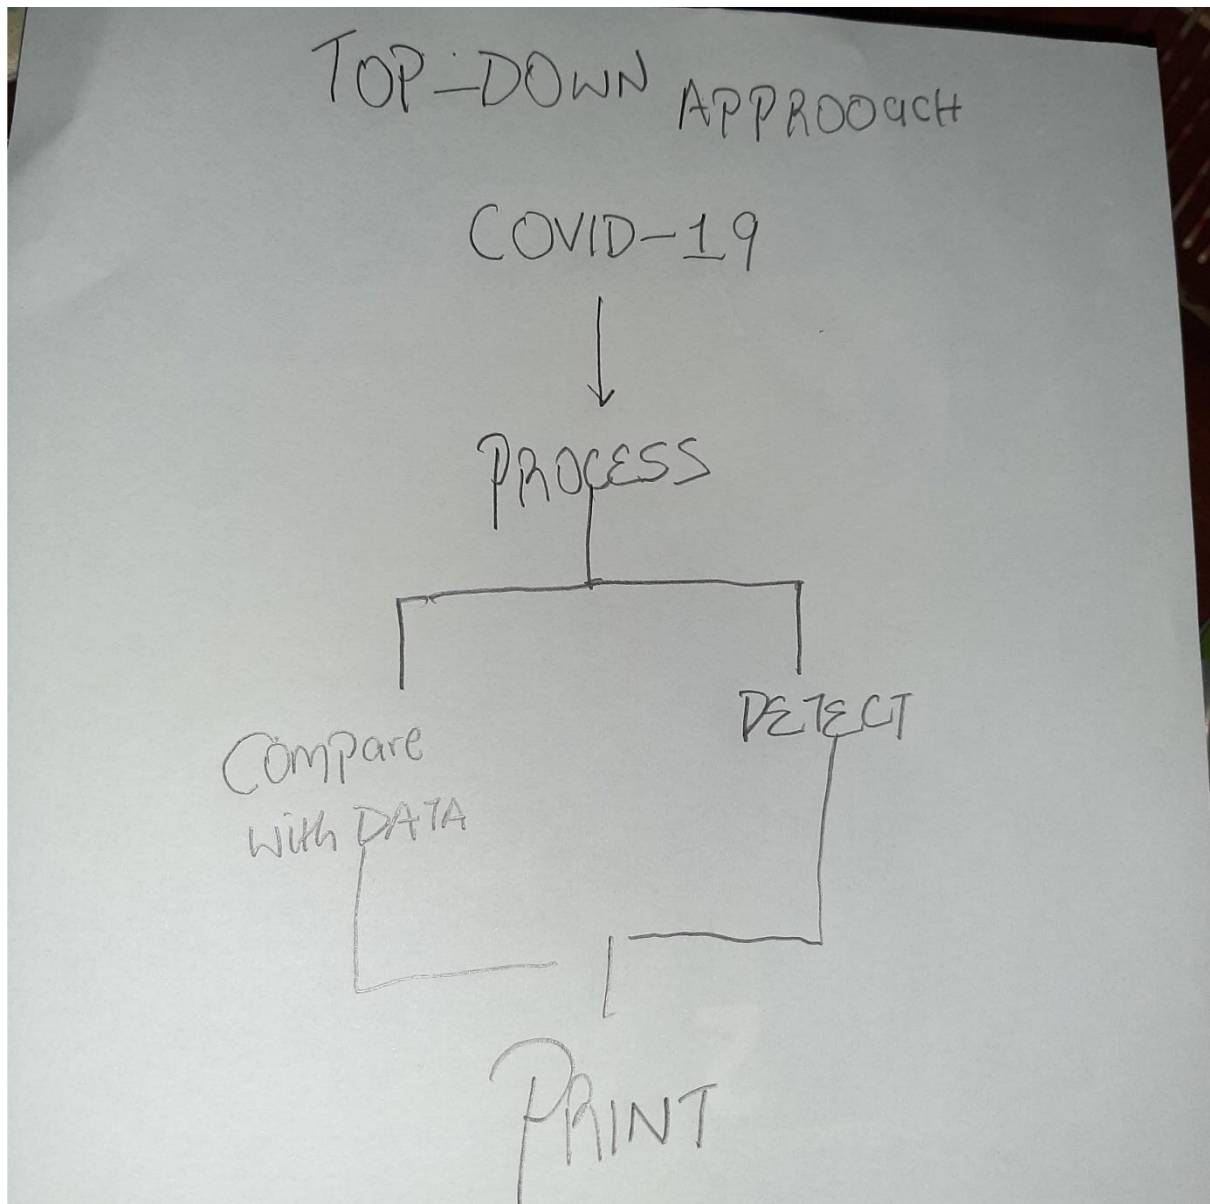 TOP-DOWN APPROOaCH
COVID-19
PROCESS
DETECT
Compare
with DATA
PRINT